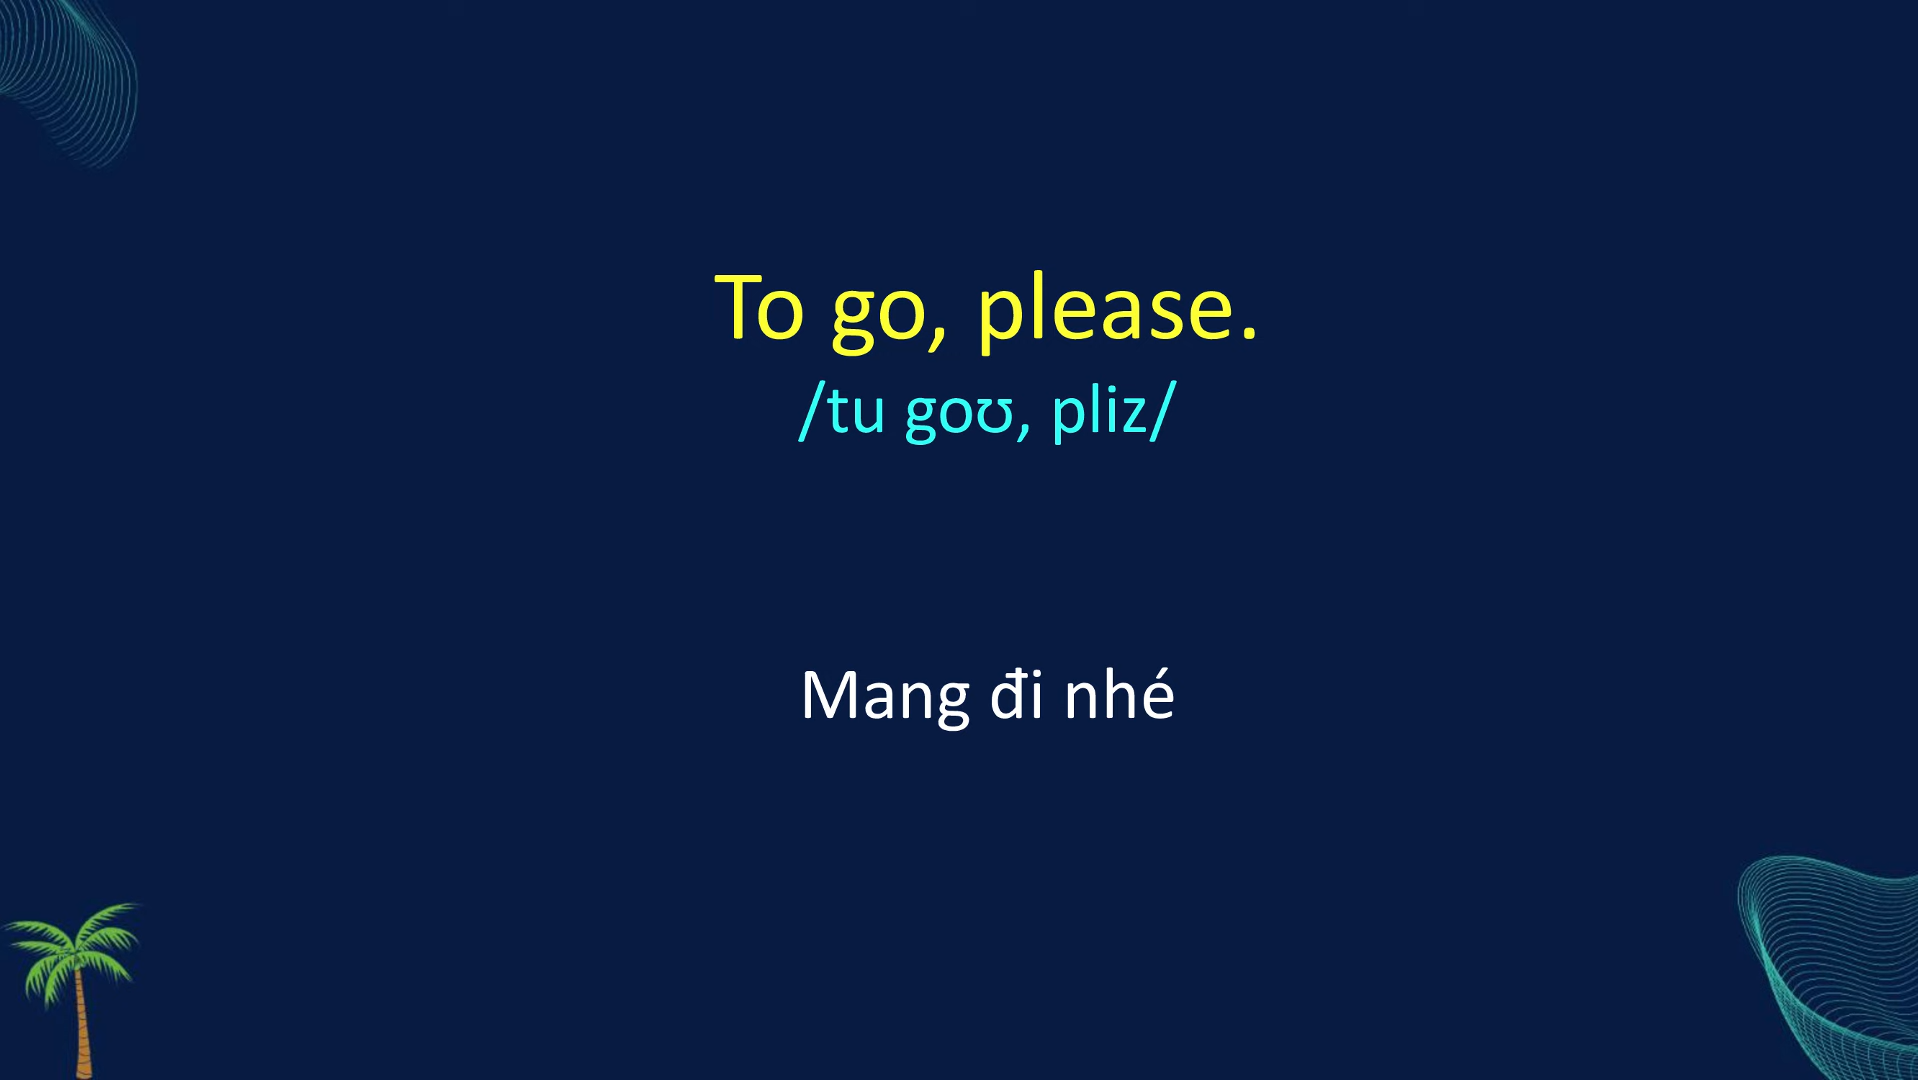 To go, please.
/tu goʊ, pliz/
Mang đi nhé